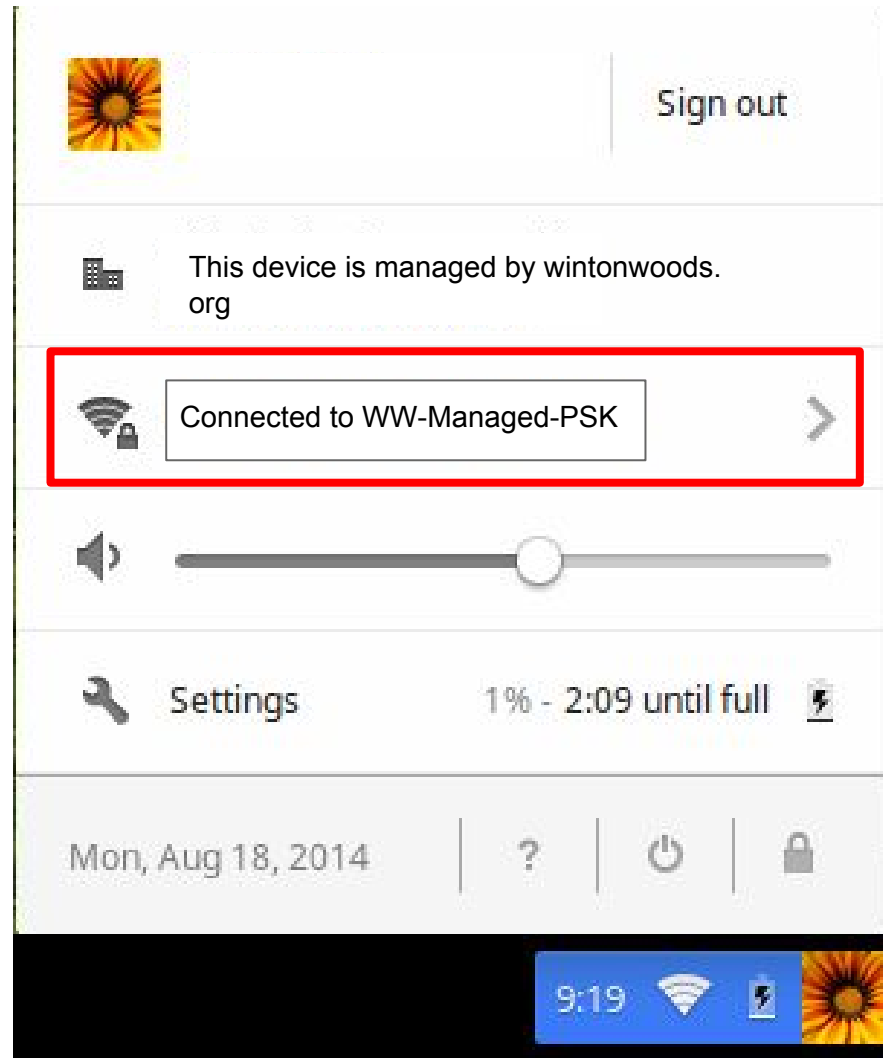 Sign out
This device is managed by wintonwoods.
org
Connected to WW-Managed-PSK
Settings 1% - 2:09 until full
Mon, Aug 18, 2014 ?
9:19